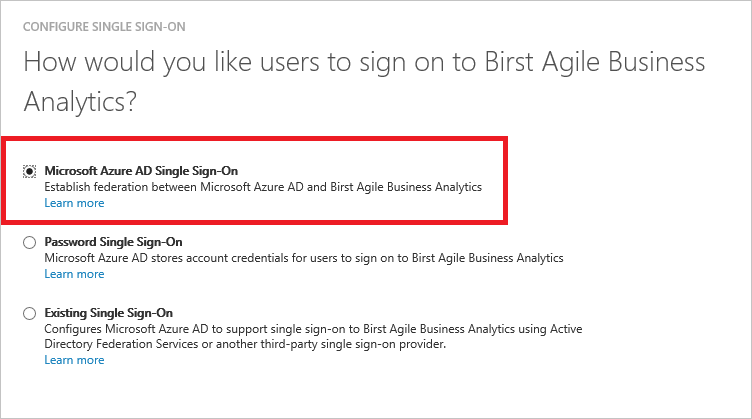 CONFIGURE SINGLE SIGN-ON
How would you like users to sign on to Birst Agile Business
Analytics?
Microsoft Azure AD Single Sign-On
Establish federation between Microsoft Azure AD and Birst Agile Business Analytics
Learn more
Password Single Sign-On
Microsoft Azure AD stores account credentials for users to sign on to Birst Agile Business Analytics
Learn more
Existing Single Sign-On
Configures Microsoft Azure AD to support single sign-on to Birst Agile Business Analytics using Active
Directory Federation Services or another third-party single sign-on provider.
Learn more